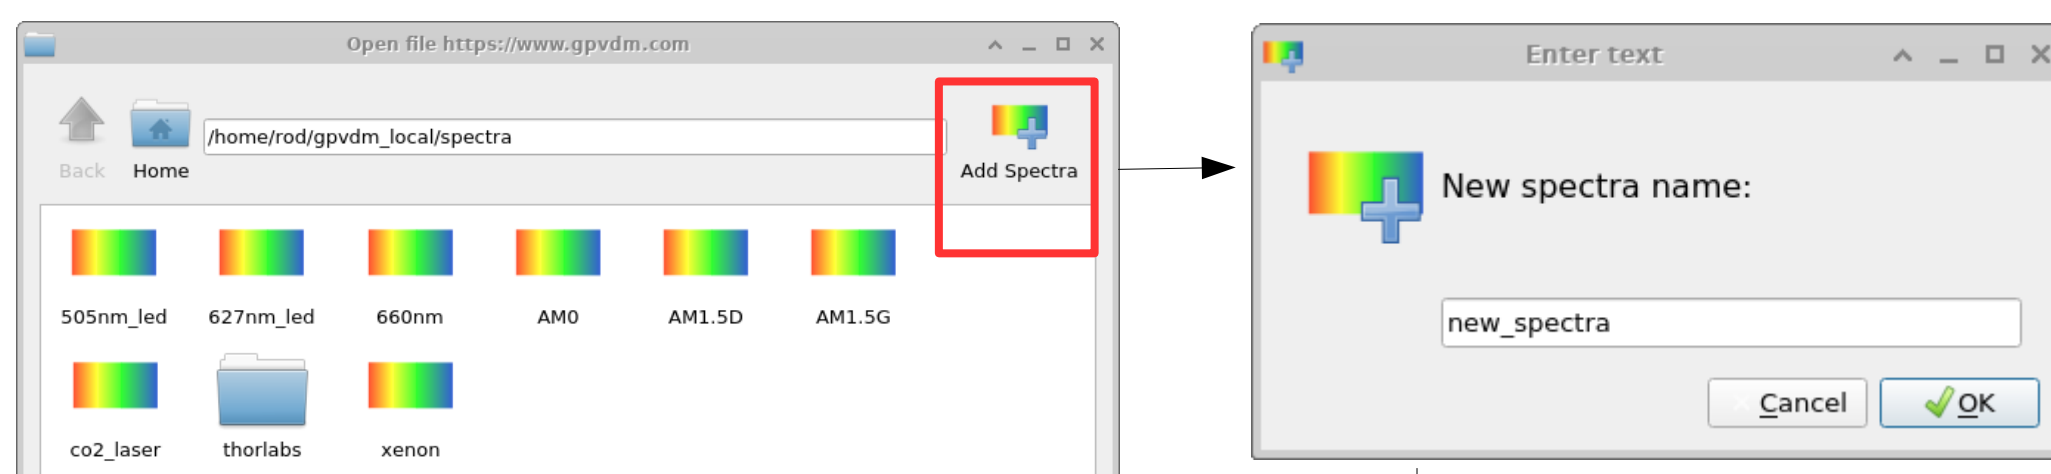 Open file https://www.gpvdm.com
Back
Home
/home/rod/gpvdm_local/spectra
Add Spectra
505nm_led
627nm_led
660nm
AM0
AM1.5D
AM1.5G
co2_laser
thorlabs
xenon
Enter text
New spectra name:
new_spectra
Cancel
OK